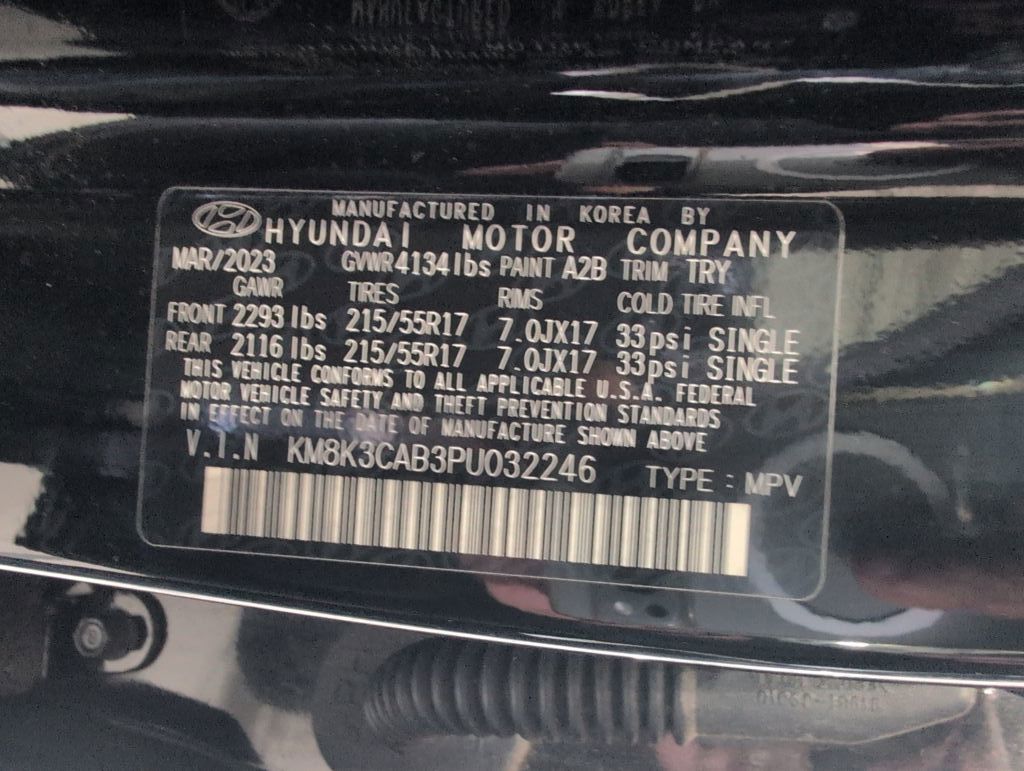 MANUFACTURED IN KOREA BY
HYUNDAI MOTOR COMPANY
MAR/2023 GVWR 4134 lbs PAINT A2B TRIM TRY
GAWR TIRES RIMS COLD TIRE INFL
FRONT 2293 lbs 215/55R17 7.0JX17 33psi SINGLE
REAR 2116 lbs 215/55R17 7.0JX17 33psi SINGLE
THIS VEHICLE CONFORMS TO ALL APPLICABLE U.S.A. FEDERAL
MOTOR VEHICLE SAFETY AND THEFT PREVENTION STANDARDS
IN EFFECT ON THE DATE OF MANUFACTURE SHOWN ABOVE
V.I.N KM8K3CAB3PU032246 TYPE : MPV